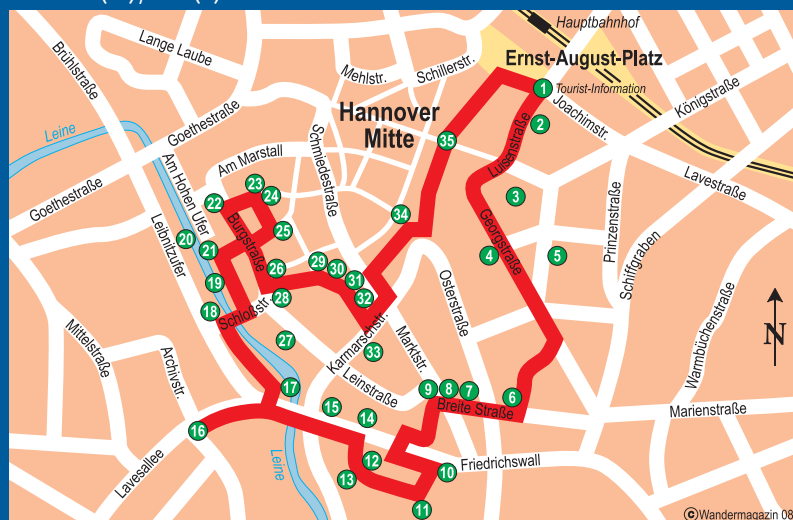 Hauptbahnhof
Ernst-August-Platz
Lange Laube
Brühlstraße
Mehlstr.
Schillerstr.
1
Tourist-Information
Hannover
Mitte
Joachimstr.
Königstraße
2
Leine
Goethestraße
Schmiedestraße
35
Luisenstraße
Am Marstall
Lavestraße
Goethestraße
Am Hohen Ufer
23
24
22
3
Prinzenstraße
34
Georgstraße
Leibnitzufer
Burgstraße
25
20
21
4
5
Schiffgraben
26
29
30
31
32
19
28
Osterstraße
18
Schloßstr.
Warmbüchenstraße
N
Mittelstraße
Archivstr.
27
Karmarschstr.
33
Marktstr.
17
Leinstraße
9
8
7
6
15
14
Breite Straße
Marienstraße
16
12
10
Friedrichswall
Lavesallee
Leine
13
11
©Wandermagazin 08